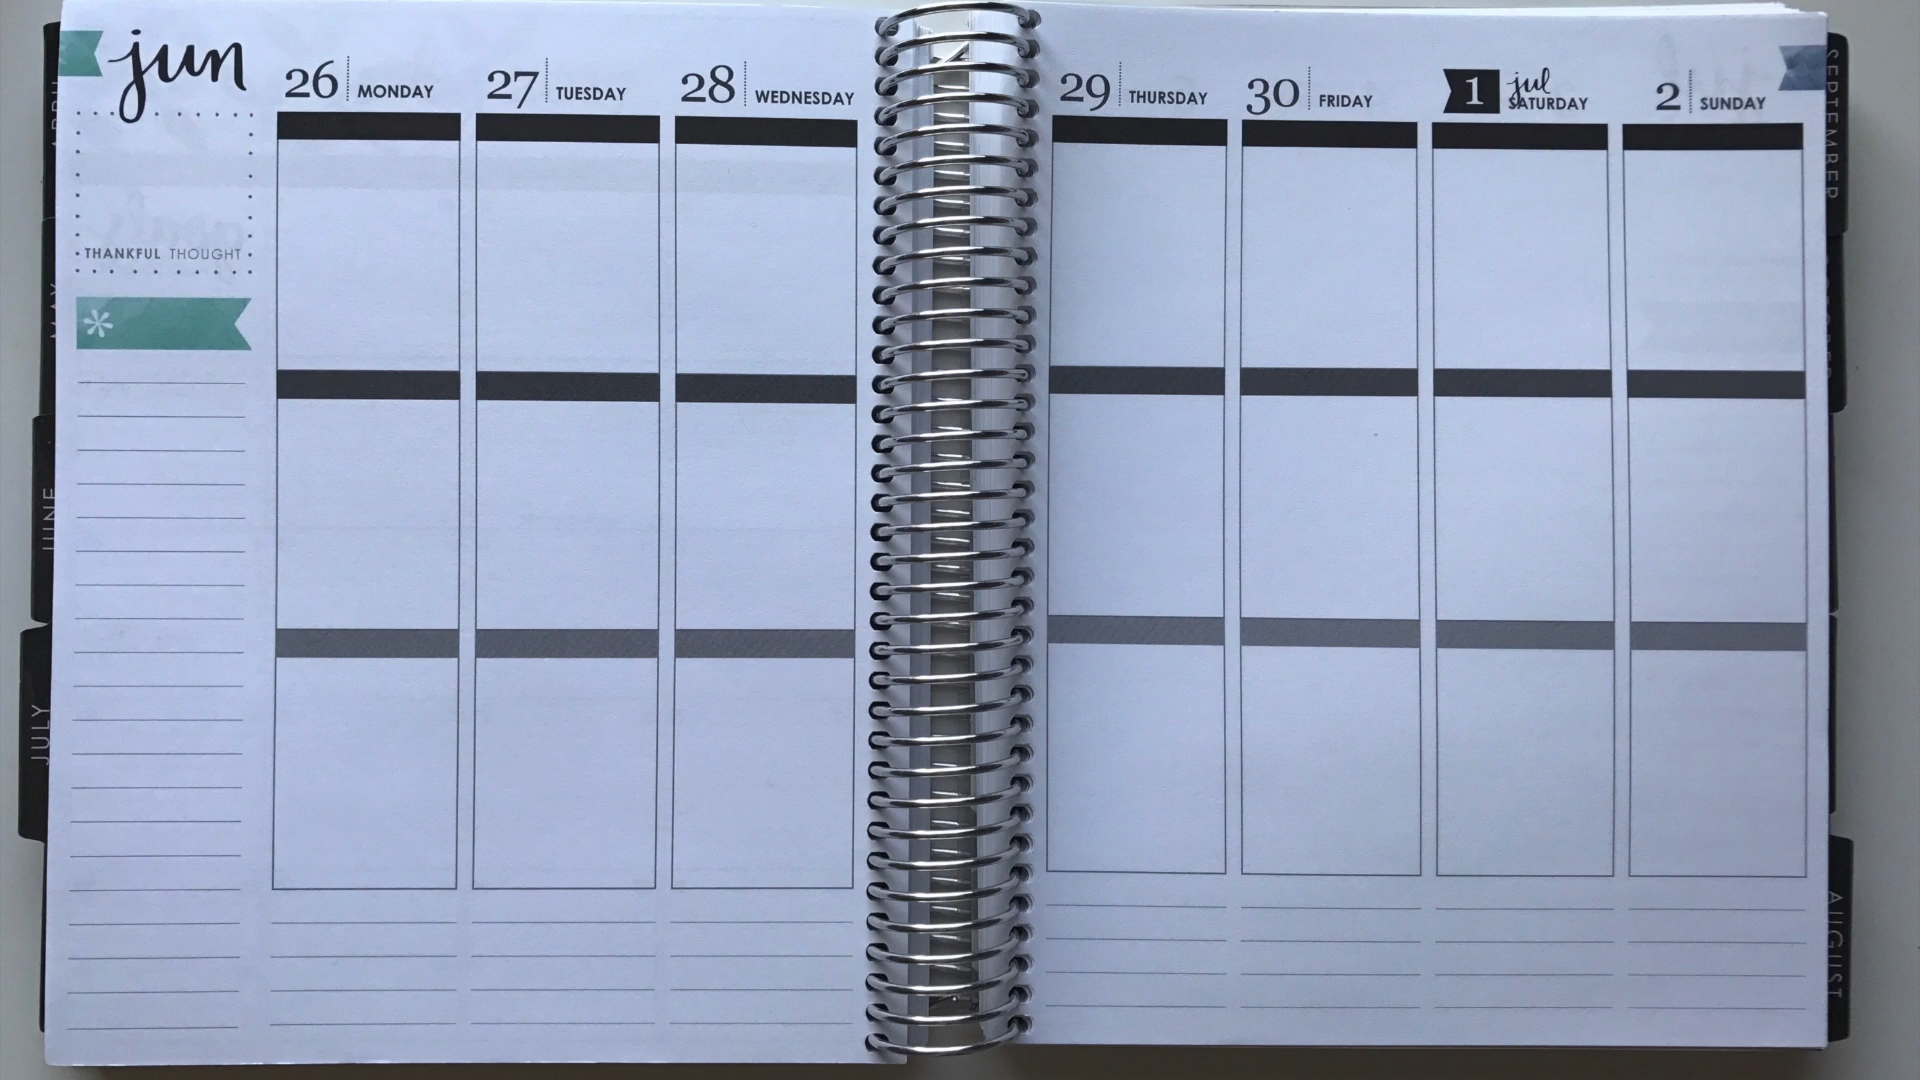 jun
26 MONDAY
27 TUESDAY
28 WEDNESDAY
29 THURSDAY
30 FRIDAY
1 jul SATURDAY
2 SUNDAY
THANKFUL THOUGHT
APRIL
MAY
JUNE
JULY
SEPTEMBER
AUGUST